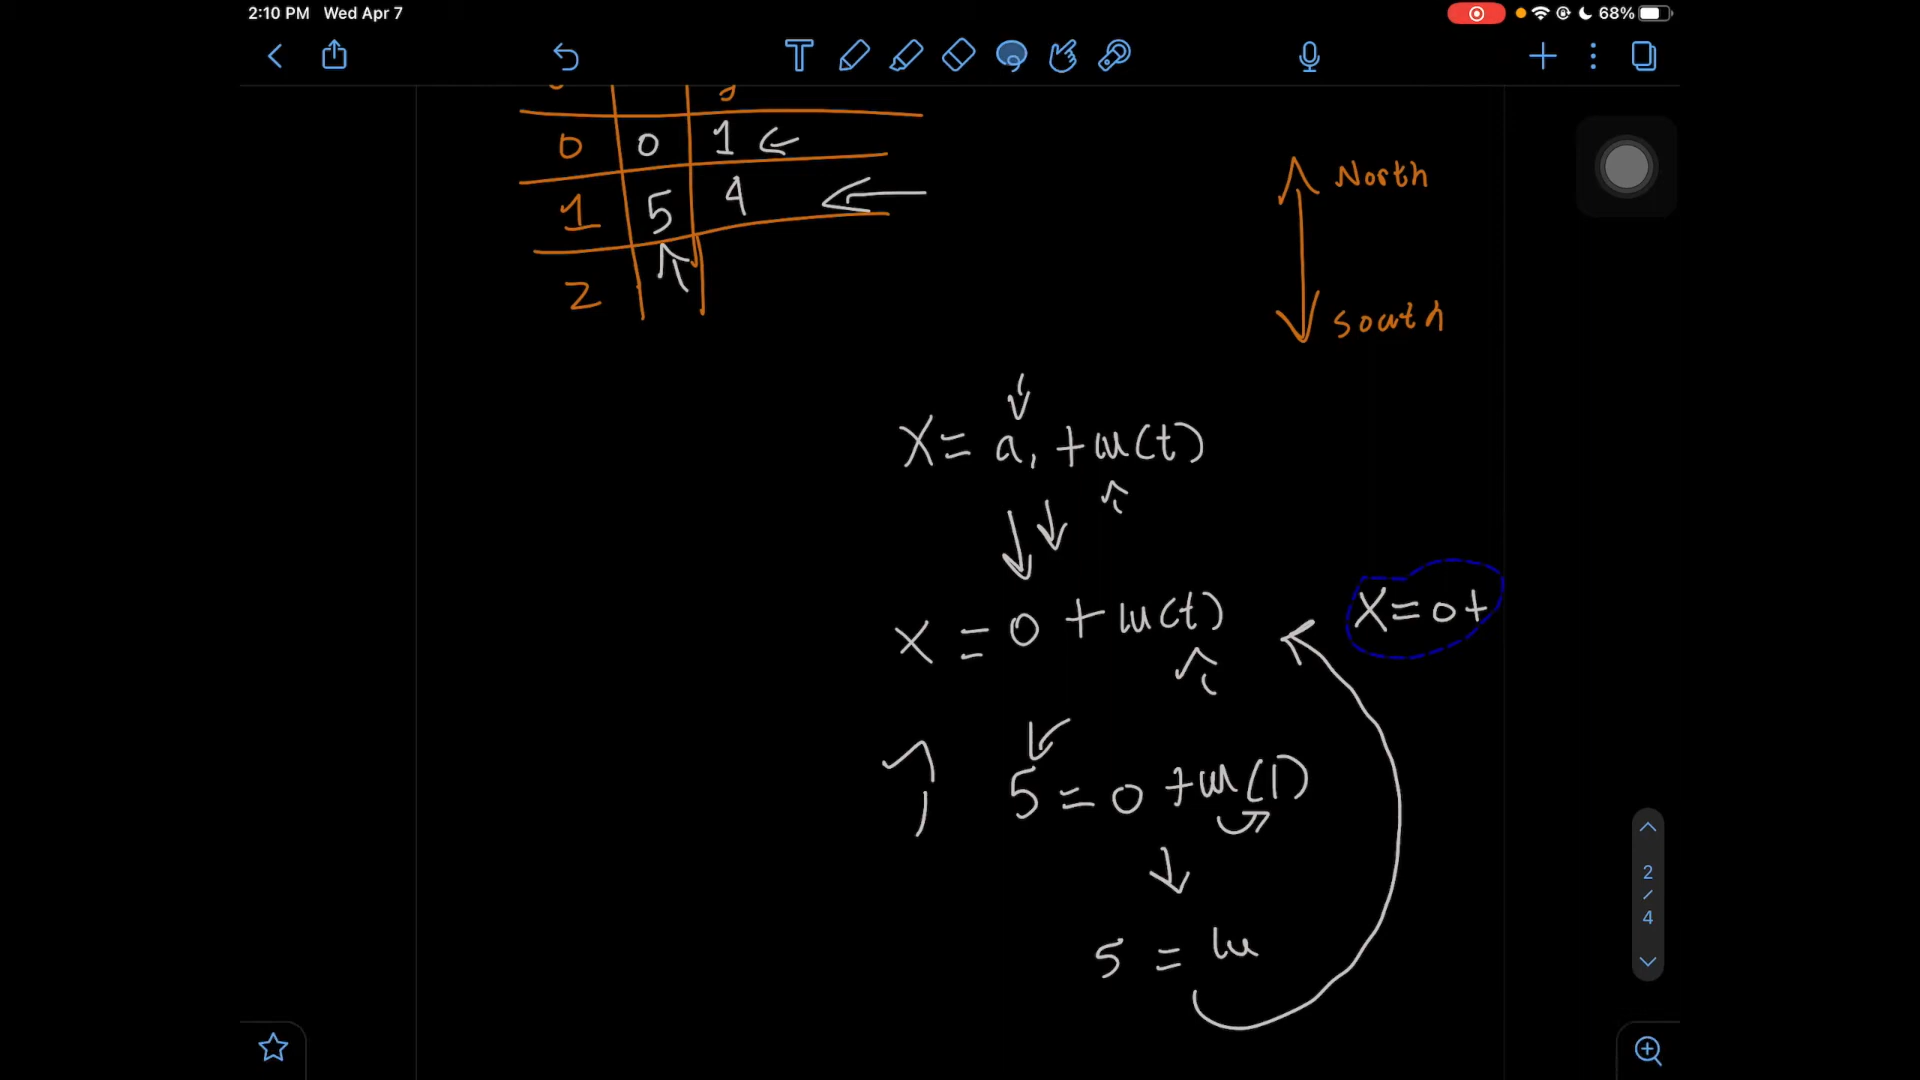 2:10 PM Wed Apr 7
68%
T
0 0 1
1 5 4
2
North
South
X = a₁ + m(t)
x = 0 + m(t)
X = 0 +
5 = 0 + m(1)
5 = m
2
/
4